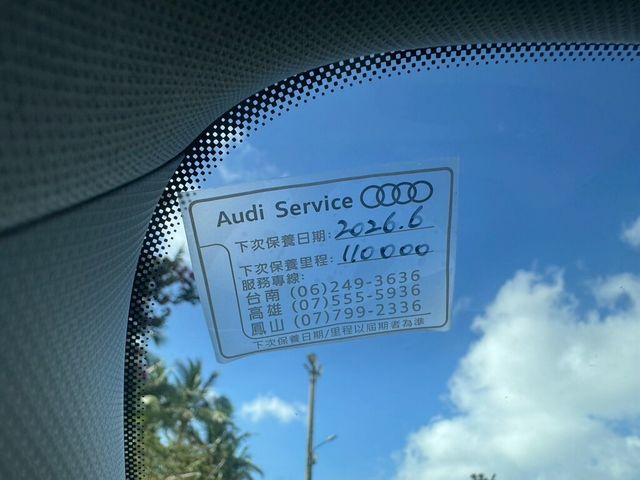 Audi Service
下次保養日期: 2026.6
下次保養里程: 110000
服務專線:
台南 (06)249-3636
高雄 (07)555-5936
鳳山 (07)799-2336
下次保養日期/里程以屆期者為準